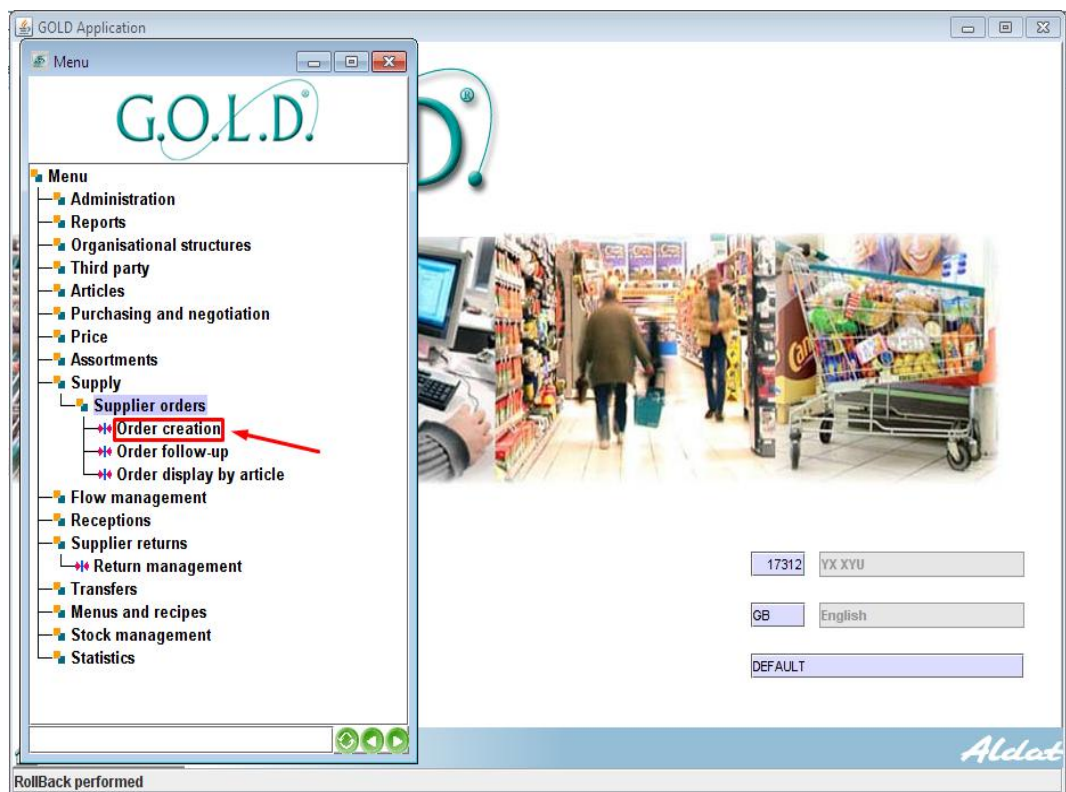 GOLD Application
Menu
G.O.L.D.
®
D.
Menu
Administration
Reports
Organisational structures
Third party
Articles
Purchasing and negotiation
Price
Assortments
Supply
Supplier orders
Order creation
Order follow-up
Order display by article
Flow management
Receptions
Supplier returns
Return management
Transfers
Menus and recipes
Stock management
Statistics
17312 YX XYU
GB English
DEFAULT
Aldat
RollBack performed